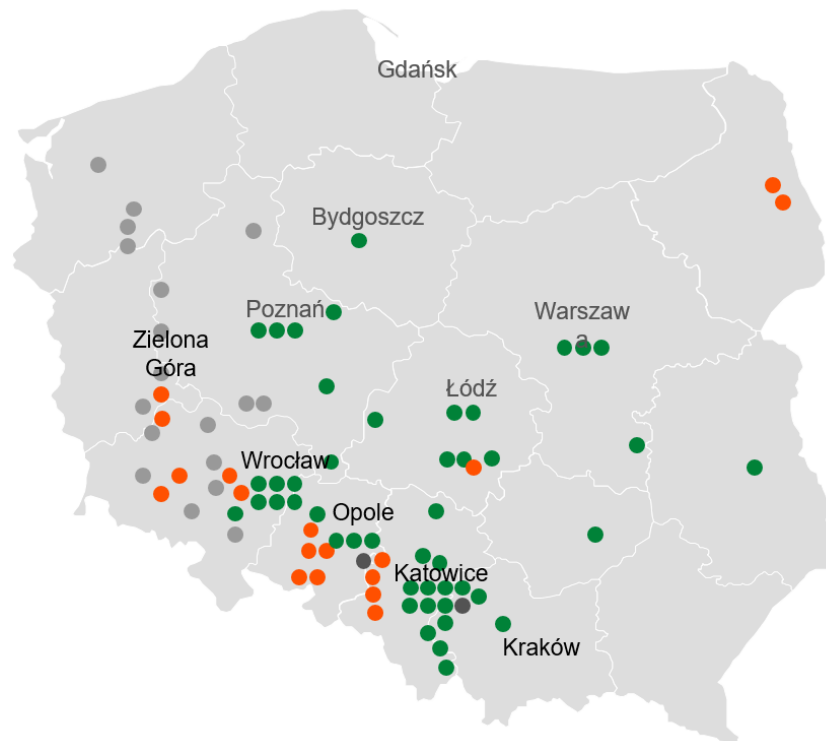 Gdańsk
Bydgoszcz
Poznań
Warszaw
a
Zielona
Góra
Łódź
Wrocław
Opole
Katowice
Kraków